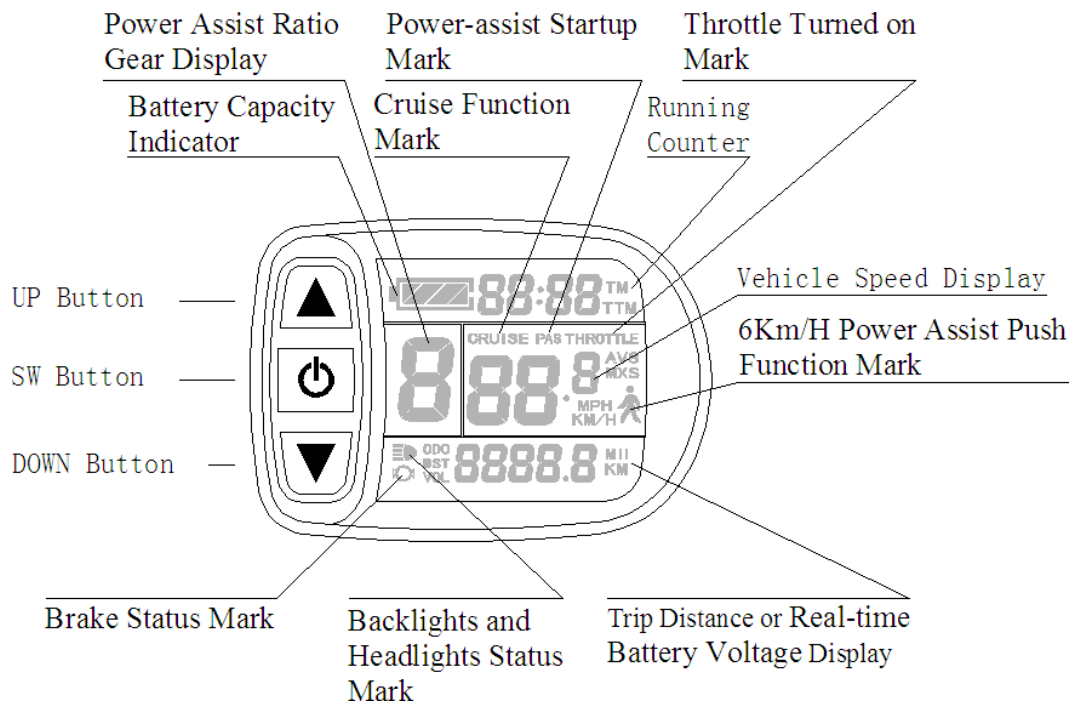 Power Assist Ratio
Gear Display
Power-assist Startup
Mark
Throttle Turned on
Mark
Battery Capacity
Indicator
Cruise Function
Mark
Running
Counter
UP Button
SW Button
DOWN Button
88:88
TM
TTM
Vehicle Speed Display
6Km/H Power Assist Push
Function Mark
CRUISE PAS THROTTLE
8
88.8
AVS
MXS
MPH
KM/H
ODO
DST
VOL
8888.8
MIl
KM
Brake Status Mark
Backlights and
Headlights Status
Mark
Trip Distance or Real-time
Battery Voltage Display